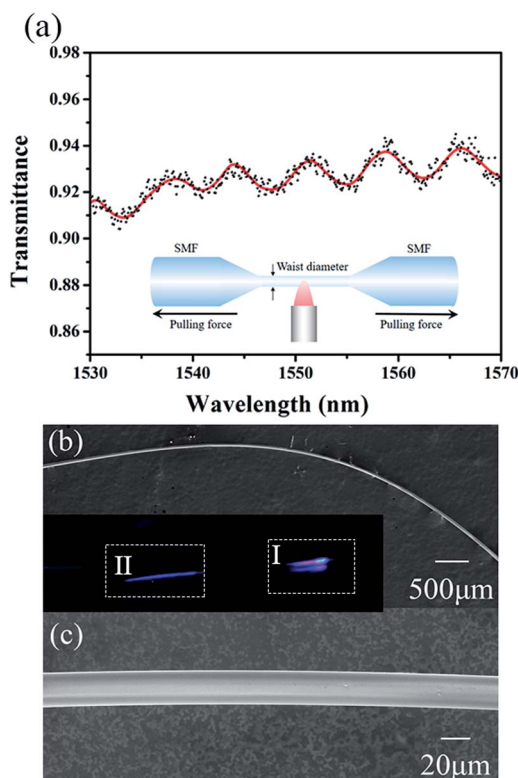 (a)
0.98
0.96
0.94
0.92
0.90
0.88
0.86
Transmittance
SMF
Waist diameter
SMF
Pulling force
Pulling force
1530
1540
1550
1560
1570
Wavelength (nm)
(b)
II
I
500μm
(c)
20μm